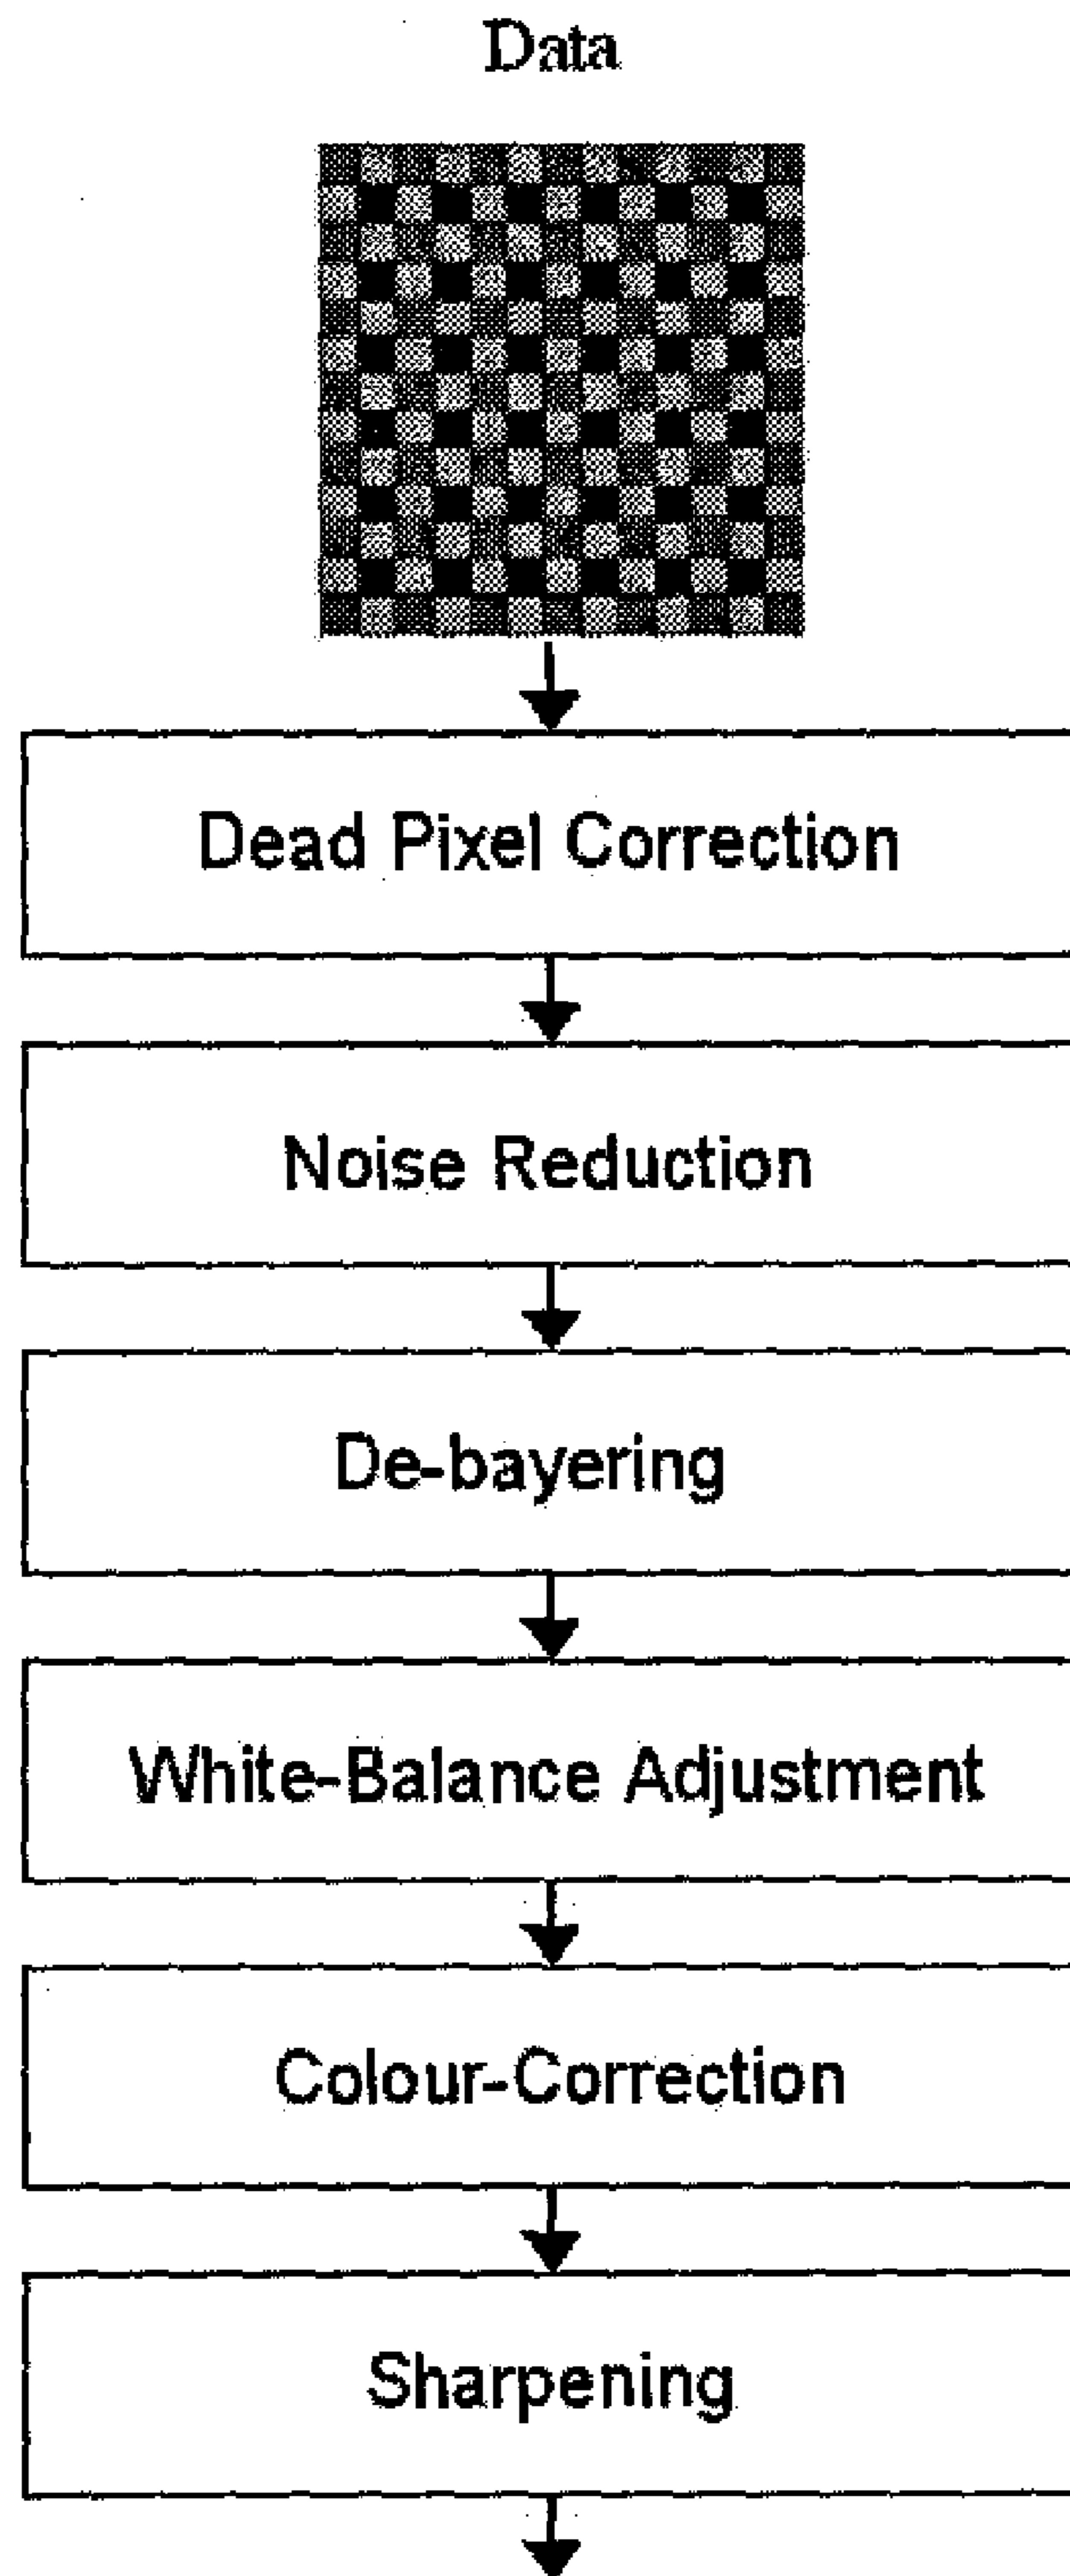 Data
Dead Pixel Correction
Noise Reduction
De-bayering
White-Balance Adjustment
Colour-Correction
Sharpening